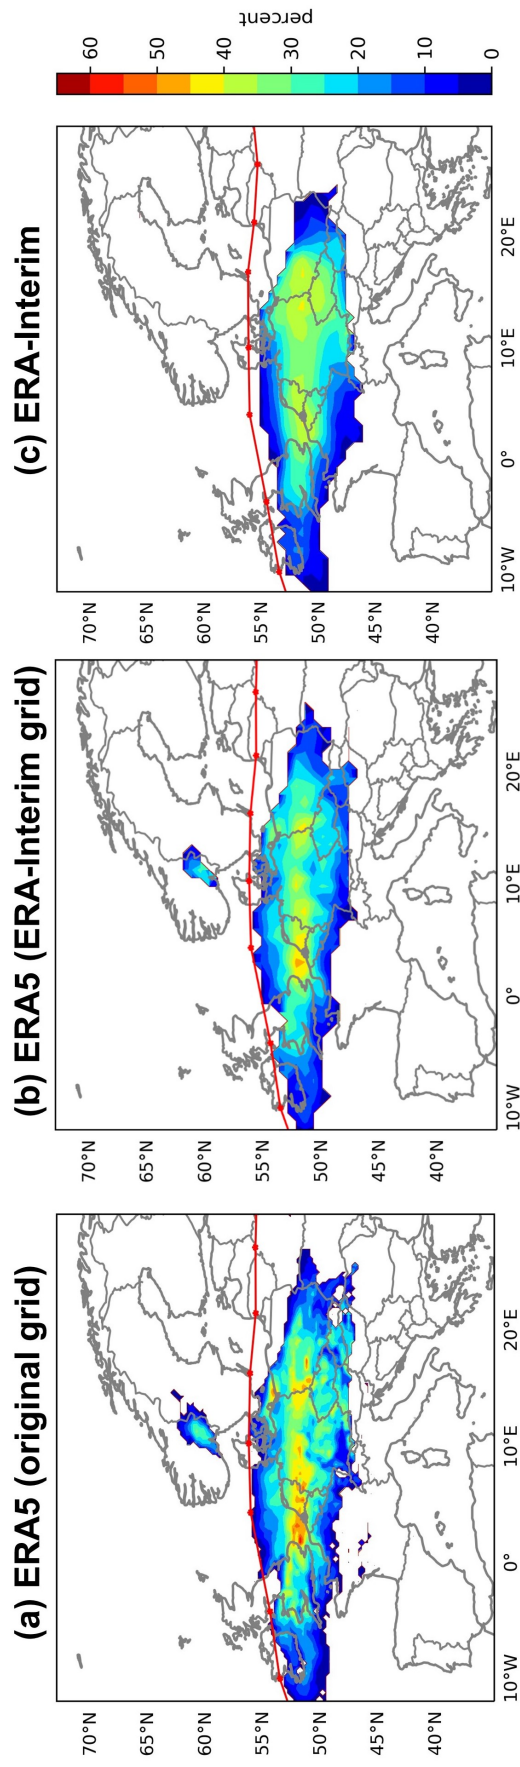 (a) ERA5 (original grid)
70°N
65°N
60°N
55°N
50°N
45°N
40°N
10°W
0°
10°E
20°E
(b) ERA5 (ERA-Interim grid)
70°N
65°N
60°N
55°N
50°N
45°N
40°N
10°W
0°
10°E
20°E
(c) ERA-Interim
70°N
65°N
60°N
55°N
50°N
45°N
40°N
10°W
0°
10°E
20°E
60
50
40
30
20
10
0
percent